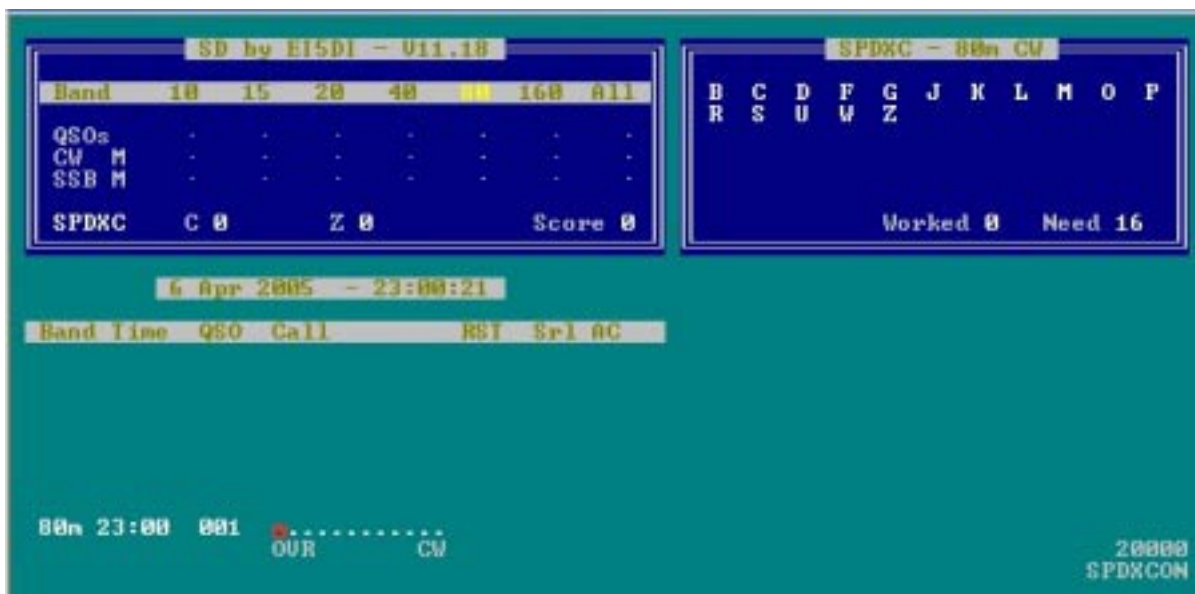 SD by EI5DI - V11.18
Band 10 15 20 40 80 160 All
QSOs - - - - - - -
CW M - - - - - - -
SSB M - - - - - - -
SPDXC C 0 Z 0 Score 0
SPDXC - 80m CW
B C D F G J K L M O P
R S U W Z
Worked 0 Need 16
6 Apr 2005 - 23:00:21
Band Time QSO Call RST Srl AC
80m 23:00 001 ............
OVR CW
20000
SPDXCON